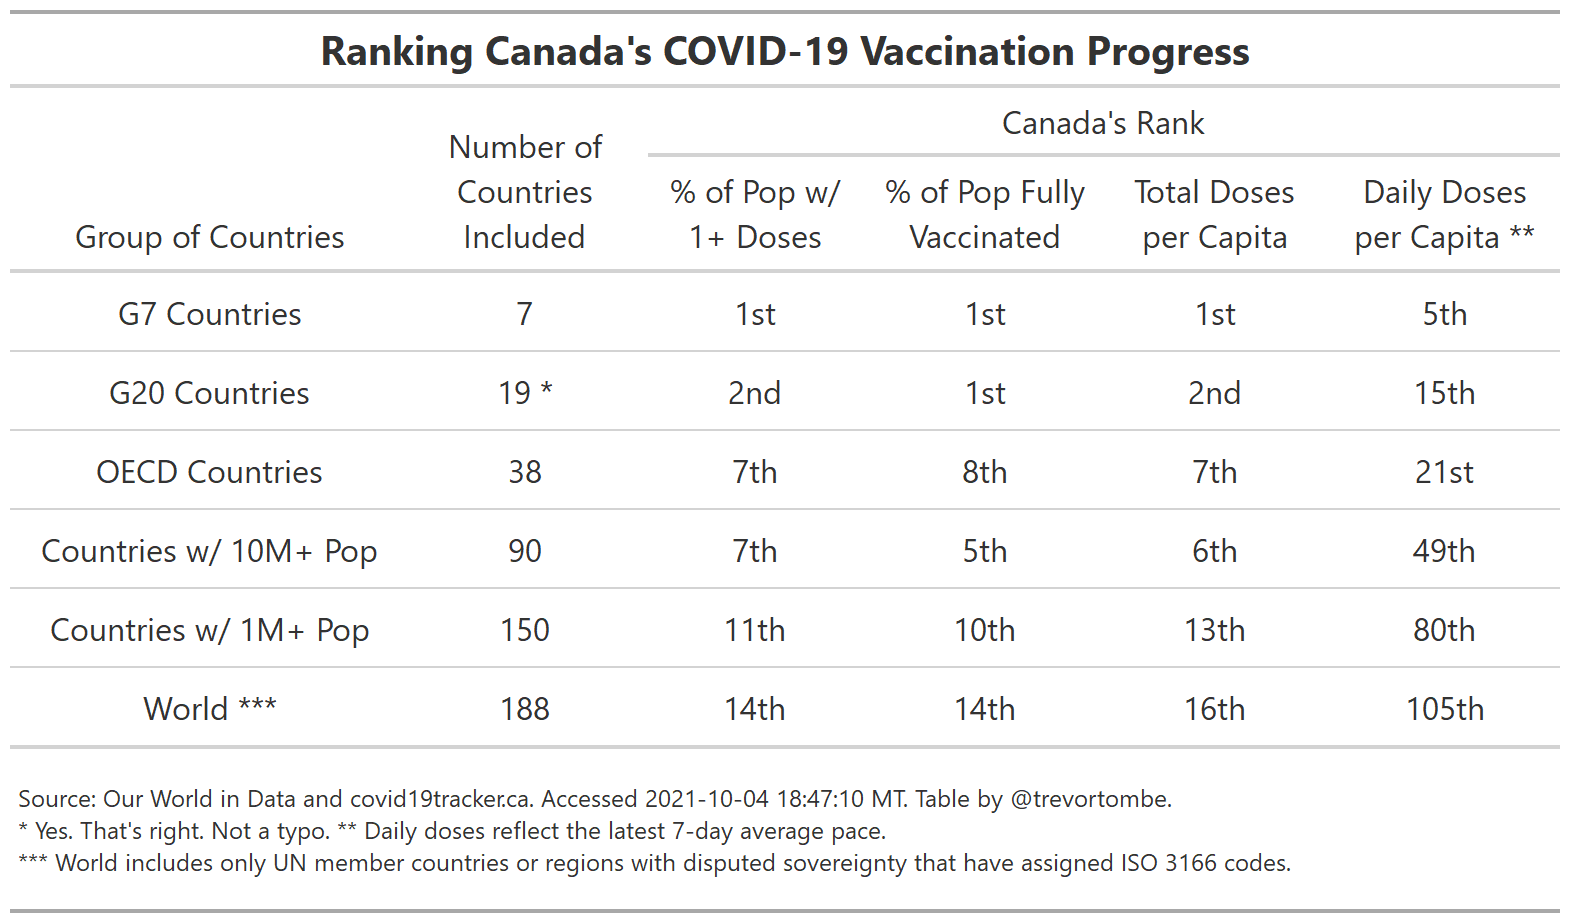 Ranking Canada's COVID-19 Vaccination Progress
Canada's Rank
Number of
Countries
Included
% of Pop w/
1+ Doses
% of Pop Fully
Vaccinated
Total Doses
per Capita
Daily Doses
per Capita **
Group of Countries
G7 Countries 7 1st 1st 1st 5th
G20 Countries 19 * 2nd 1st 2nd 15th
OECD Countries 38 7th 8th 7th 21st
Countries w/ 10M+ Pop 90 7th 5th 6th 49th
Countries w/ 1M+ Pop 150 11th 10th 13th 80th
World *** 188 14th 14th 16th 105th
Source: Our World in Data and covid19tracker.ca. Accessed 2021-10-04 18:47:10 MT. Table by @trevortombe.
* Yes. That's right. Not a typo. ** Daily doses reflect the latest 7-day average pace.
*** World includes only UN member countries or regions with disputed sovereignty that have assigned ISO 3166 codes.